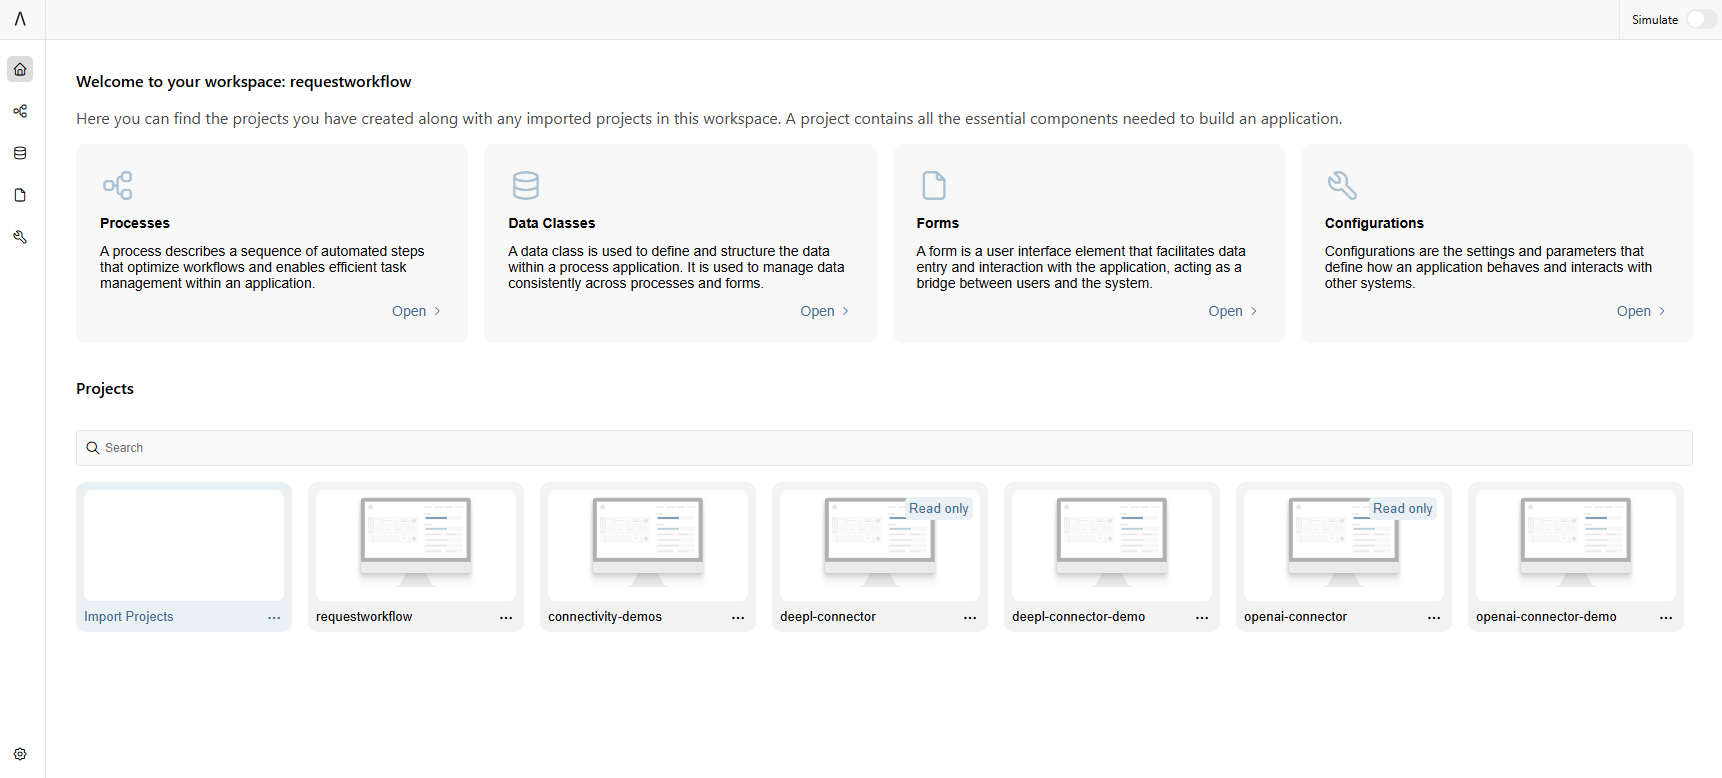 Simulate
Welcome to your workspace: requestworkflow
Here you can find the projects you have created along with any imported projects in this workspace. A project contains all the essential components needed to build an application.
Processes
A process describes a sequence of automated steps
that optimize workflows and enables efficient task
management within an application.
Open
Data Classes
A data class is used to define and structure the data
within a process application. It is used to manage data
consistently across processes and forms.
Open
Forms
A form is a user interface element that facilitates data
entry and interaction with the application, acting as a
bridge between users and the system.
Open
Configurations
Configurations are the settings and parameters that
define how an application behaves and interacts with
other systems.
Open
Projects
Search
Import Projects
requestworkflow
connectivity-demos
Read only
deepl-connector
deepl-connector-demo
Read only
openai-connector
openai-connector-demo